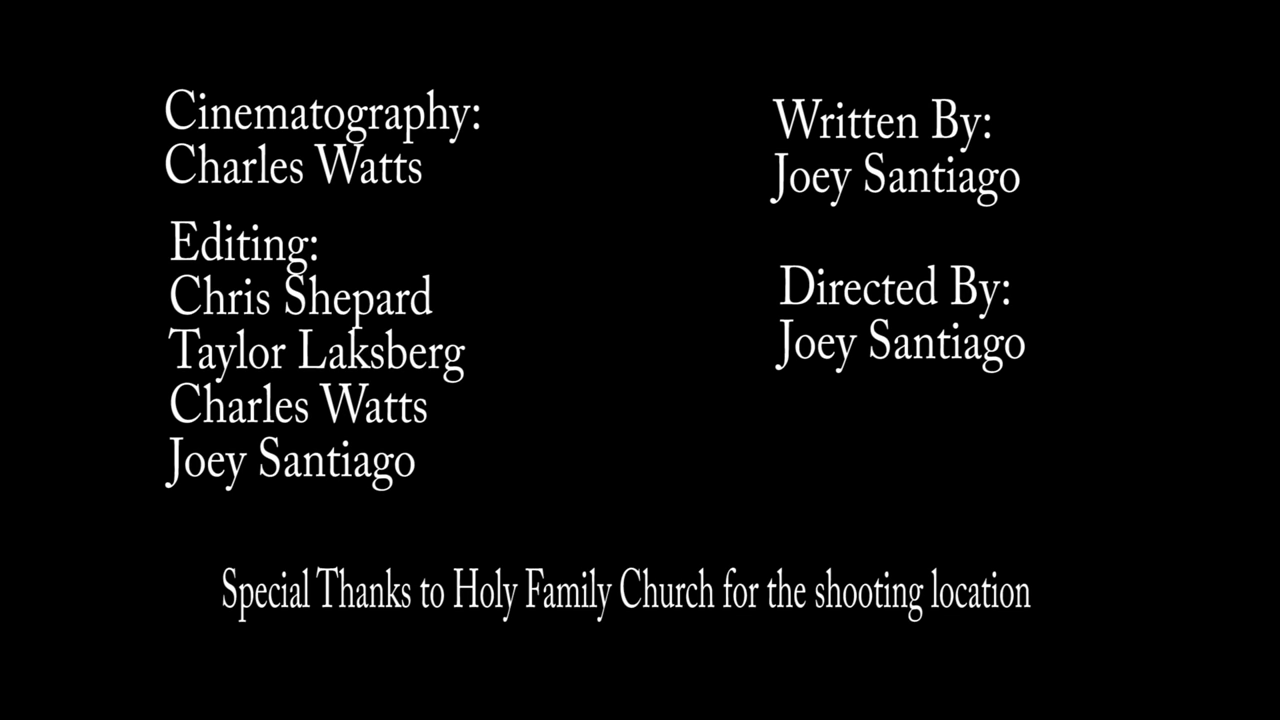 Cinematography:
Charles Watts
Editing:
Chris Shepard
Taylor Laksberg
Charles Watts
Joey Santiago
Written By:
Joey Santiago
Directed By:
Joey Santiago
Special Thanks to Holy Family Church for the shooting location